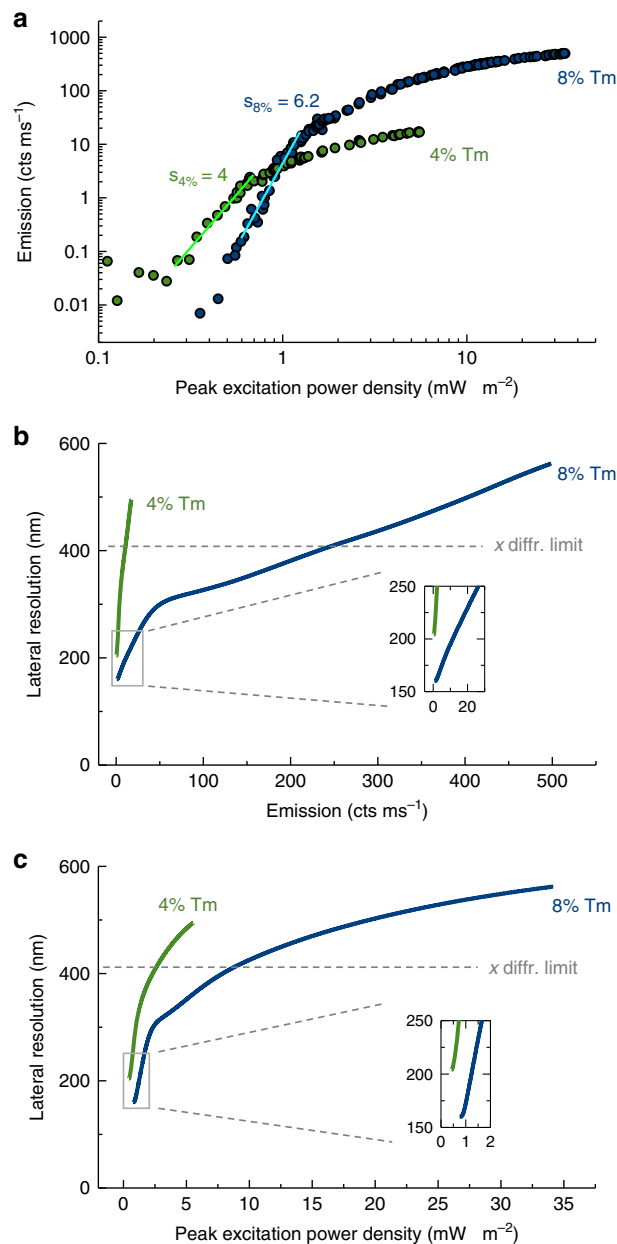 a
1000
100
10
1
0.1
0.01
Emission (cts ms⁻¹)
s8% = 6.2
8% Tm
s4% = 4
4% Tm
0.1
1
10
Peak excitation power density (mW m⁻²)
b
600
400
200
0
Lateral resolution (nm)
4% Tm
8% Tm
x diffr. limit
250
200
150
0
20
0
100
200
300
400
500
Emission (cts ms⁻¹)
c
600
400
200
0
Lateral resolution (nm)
4% Tm
8% Tm
x diffr. limit
250
200
150
0
1
2
0
5
10
15
20
25
30
35
Peak excitation power density (mW m⁻²)